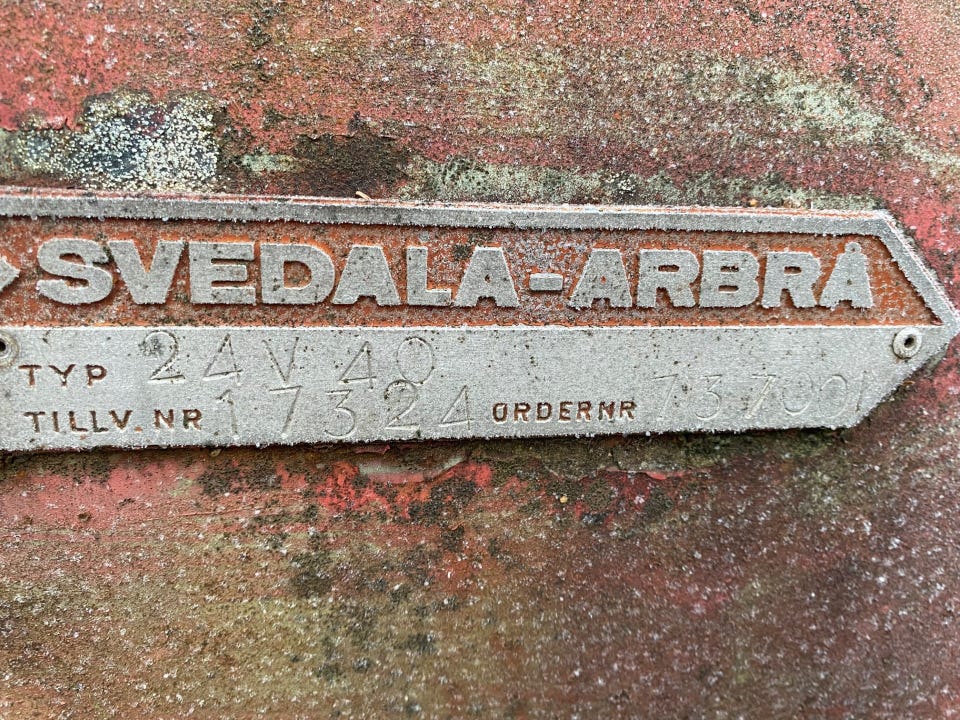 SVEDALA-ARBRÅ
TYP 24V 40
TILLV. NR 17324 ORDERNR 737001